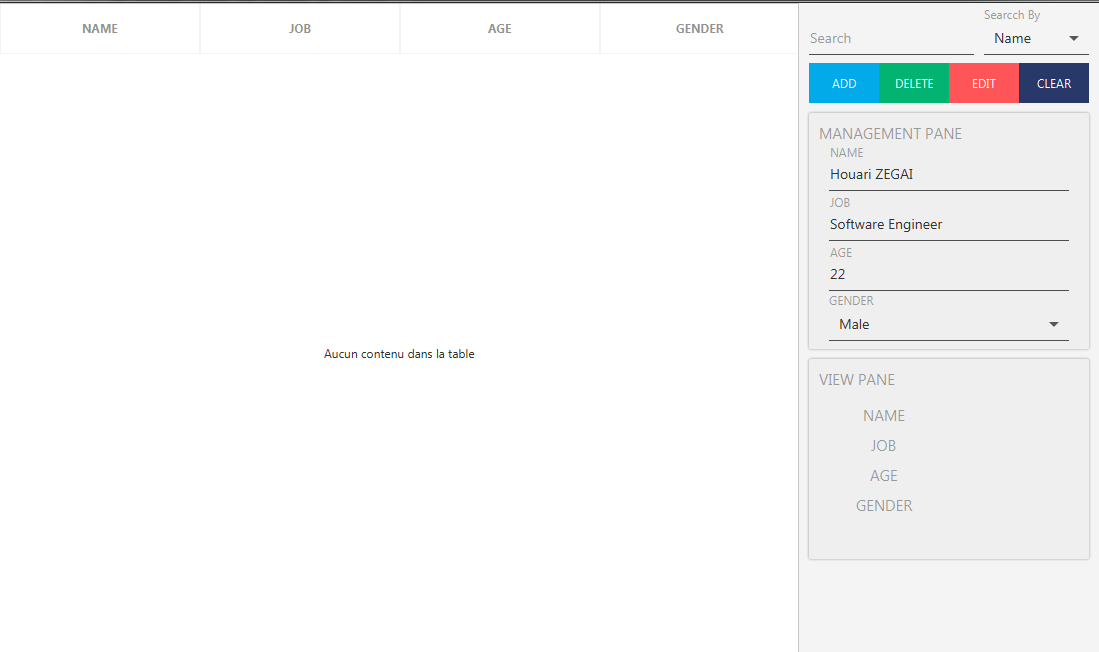 NAME JOB AGE GENDER
Aucun contenu dans la table
Searcch By
Search Name
ADD DELETE EDIT CLEAR
MANAGEMENT PANE
NAME
Houari ZEGAI
JOB
Software Engineer
AGE
22
GENDER
Male
VIEW PANE
NAME
JOB
AGE
GENDER